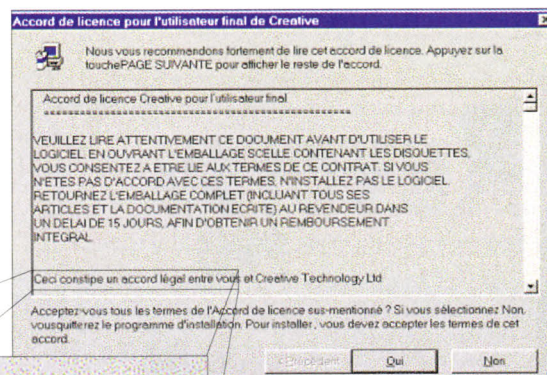 Accord de licence pour l'utilisateur final de Creative
Nous vous recommandons fortement de lire cet accord de licence. Appuyez sur la
touchePAGE SUIVANTE pour afficher le reste de l'accord.
Accord de licence Creative pour l'utilisateur final
==================================================
VEUILLEZ LIRE ATTENTIVEMENT CE DOCUMENT AVANT D'UTILISER LE
LOGICIEL. EN OUVRANT L'EMBALLAGE SCELLE CONTENANT LES DISQUETTES,
VOUS CONSENTEZ A ETRE LIE AUX TERMES DE CE CONTRAT. SI VOUS
N'ETES PAS D'ACCORD AVEC CES TERMES, N'INSTALLEZ PAS LE LOGICIEL.
RETOURNEZ L'EMBALLAGE COMPLET (INCLUANT TOUS SES
ARTICLES ET LA DOCUMENTATION ECRITE) AU REVENDEUR DANS
UN DELAI DE 15 JOURS, AFIN D'OBTENIR UN REMBOURSEMENT
INTEGRAL.
Ceci constipe un accord légal entre vous et Creative Technology Ltd
Acceptez-vous tous les termes de l'Accord de licence sus-mentionné ? Si vous sélectionnez Non,
vousquitterez le programme d'installation. Pour installer, vous devez accepter les termes de cet
accord.
< Précédent Oui Non